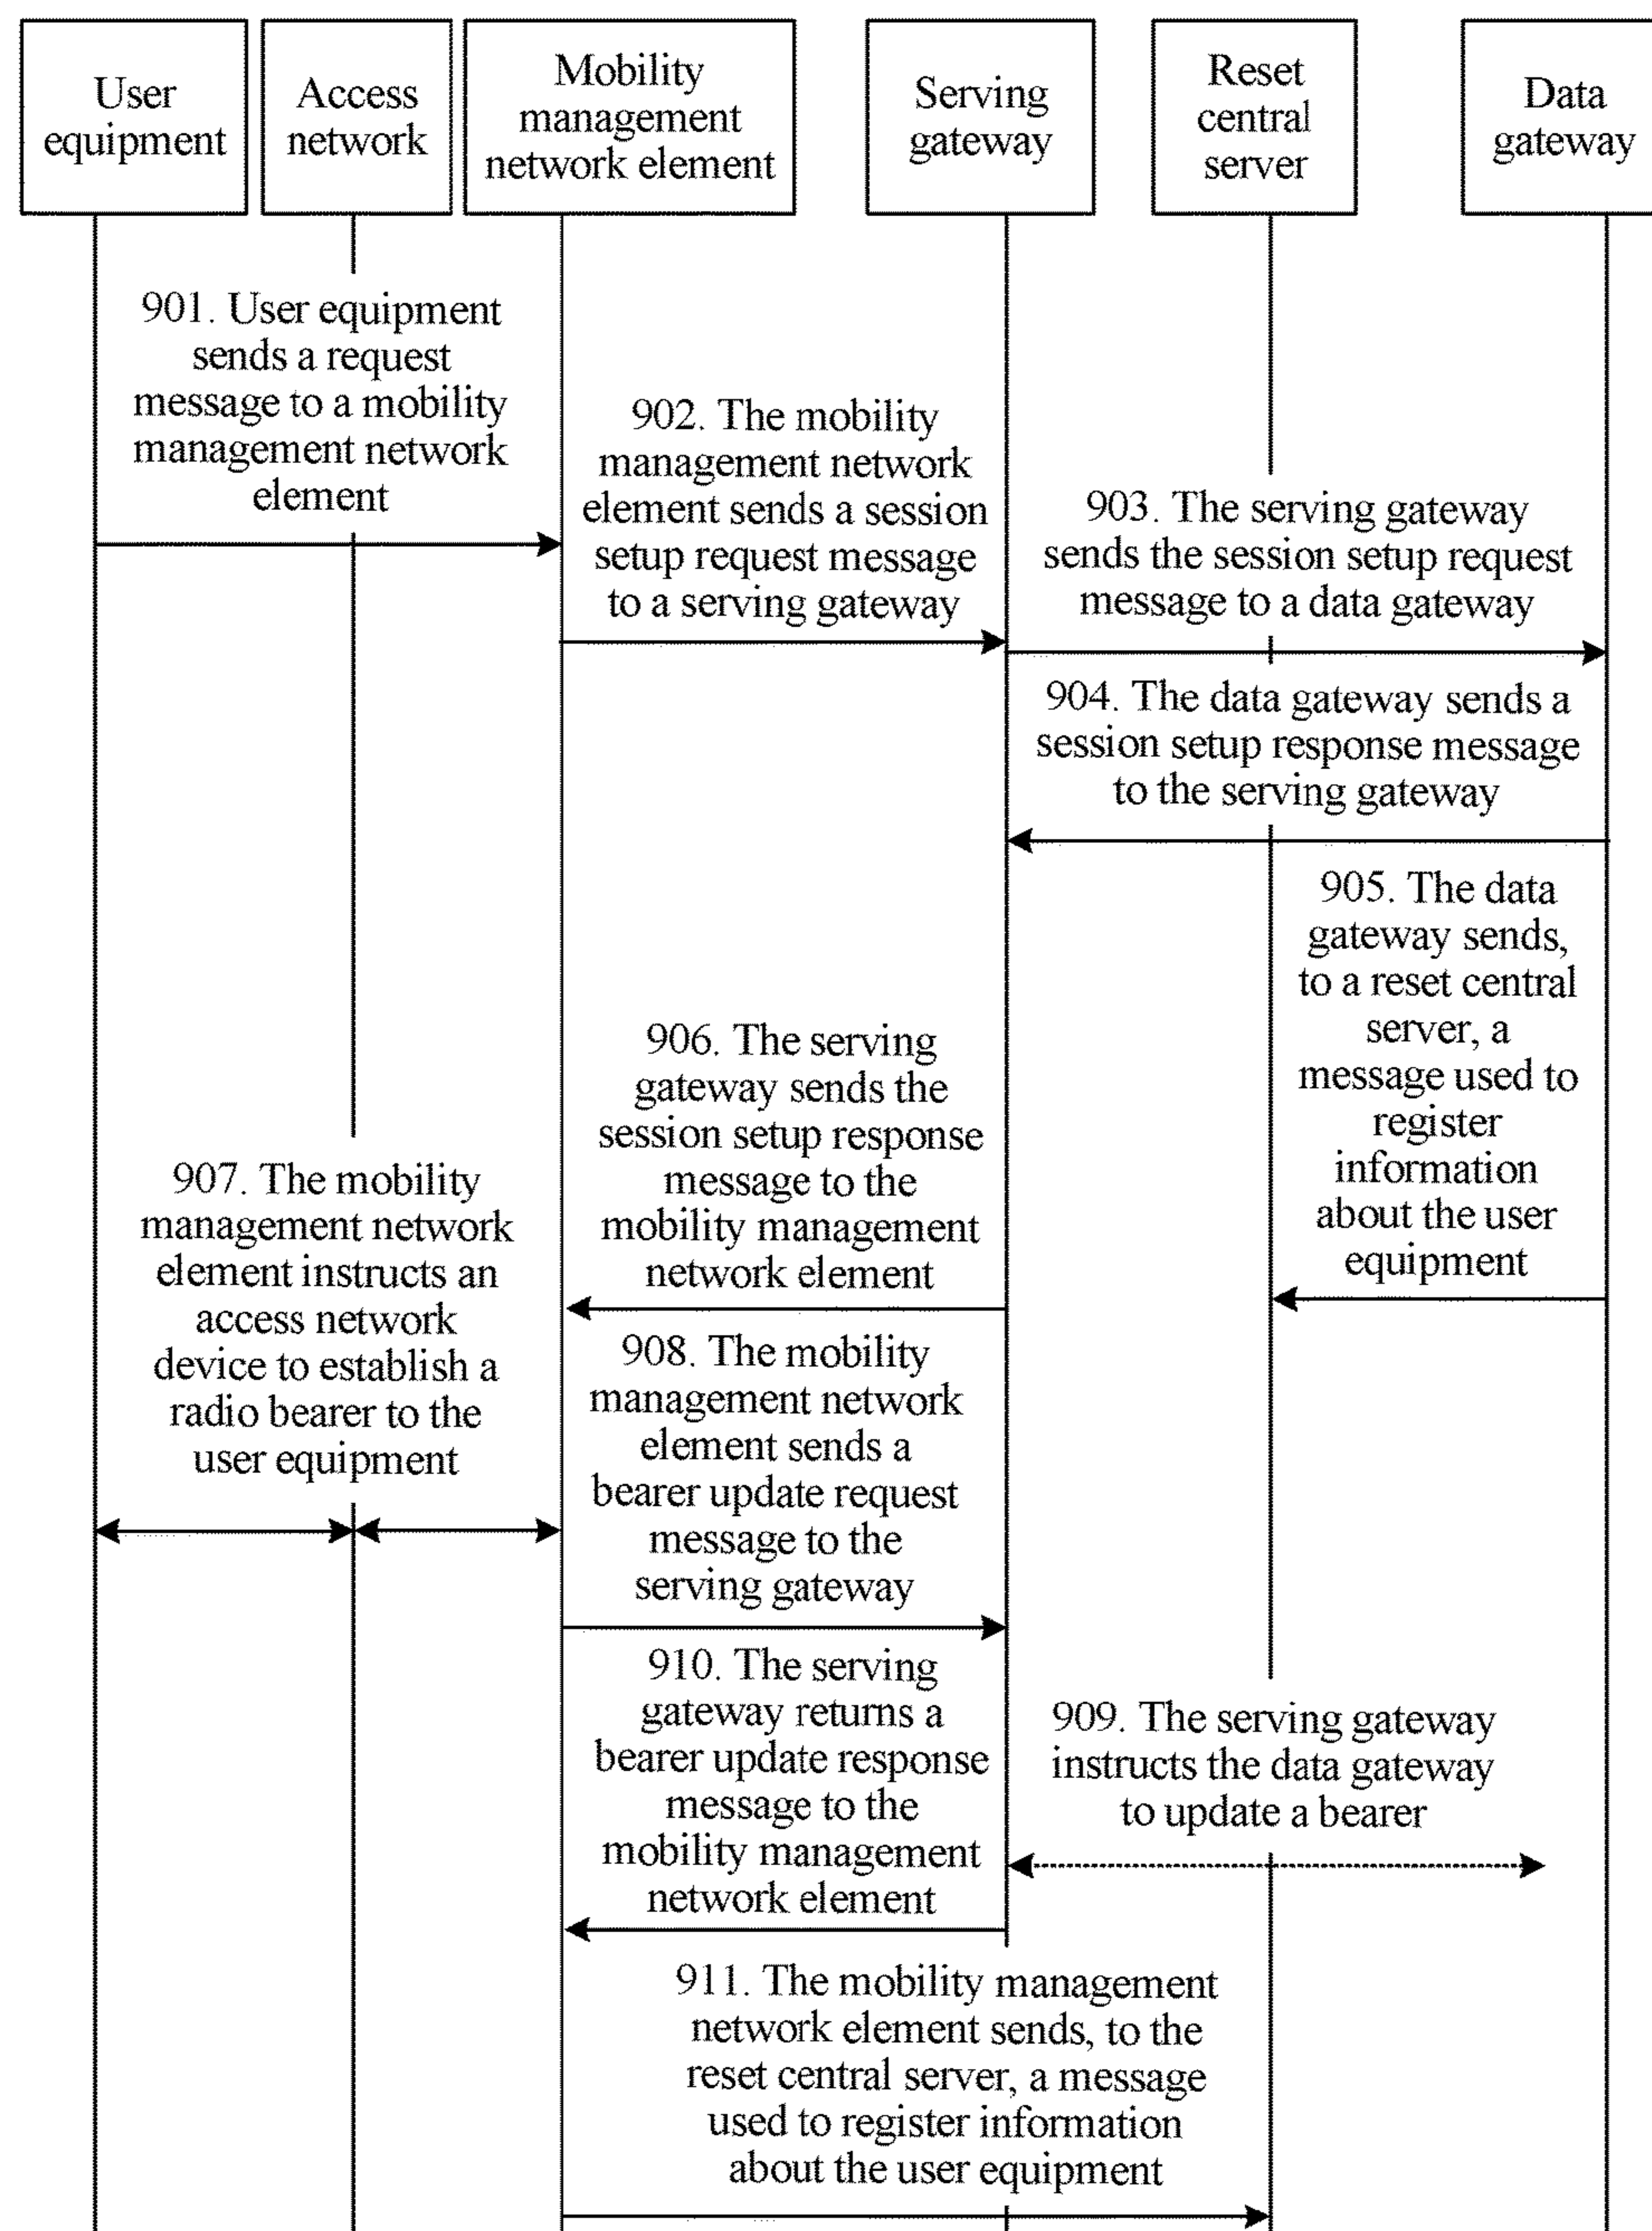 User
equipment
Access
network
Mobility
management
network element
Serving
gateway
Reset
central
server
Data
gateway
901. User equipment
sends a request
message to a mobility
management network
element
902. The mobility
management network
element sends a session
setup request message
to a serving gateway
903. The serving gateway
sends the session setup request
message to a data gateway
904. The data gateway sends a
session setup response message
to the serving gateway
905. The data
gateway sends,
to a reset central
server, a
message used to
register
information
about the user
equipment
906. The serving
gateway sends the
session setup response
message to the
mobility management
network element
907. The mobility
management network
element instructs an
access network
device to establish a
radio bearer to the
user equipment
908. The mobility
management network
element sends a
bearer update request
message to the
serving gateway
909. The serving gateway
instructs the data gateway
to update a bearer
910. The serving
gateway returns a
bearer update response
message to the
mobility management
network element
911. The mobility management
network element sends, to the
reset central server, a message
used to register information
about the user equipment